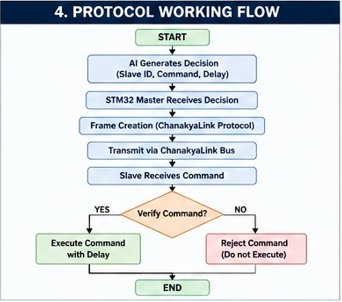 4. PROTOCOL WORKING FLOW
START
AI Generates Decision
(Slave ID, Command, Delay)
STM32 Master Receives Decision
Frame Creation (ChanakyaLink Protocol)
Transmit via ChanakyaLink Bus
Slave Receives Command
Verify Command?
YES
NO
Execute Command
with Delay
Reject Command
(Do not Execute)
END